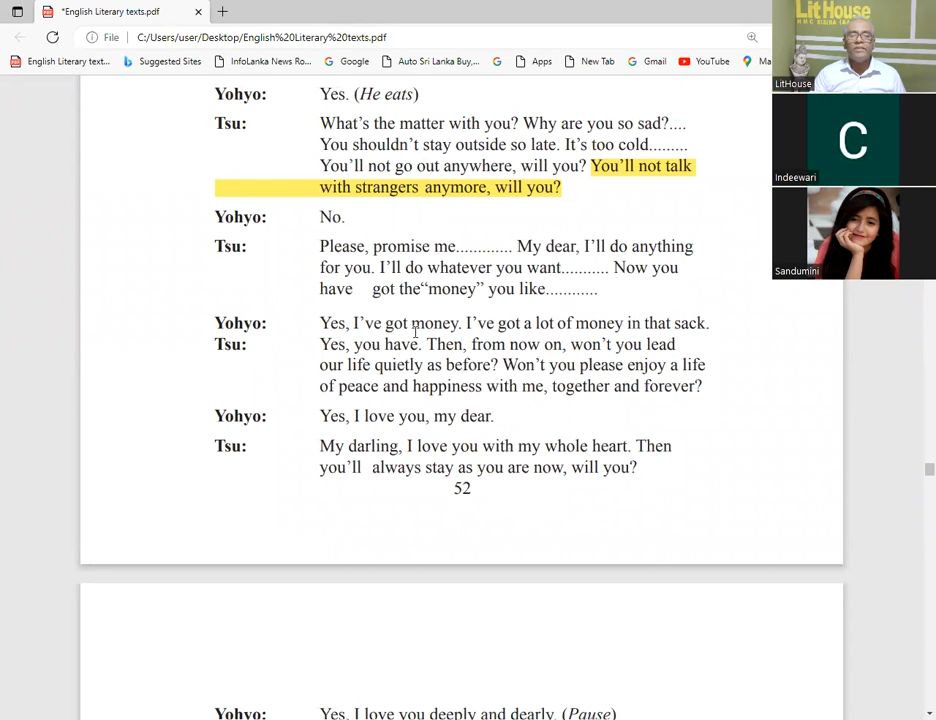 *English Literary texts.pdf
File C:/Users/user/Desktop/English%20Literary%20texts.pdf
English Literary text... Suggested Sites InfoLanka News Ro... Google Auto Sri Lanka Buy,... Apps New Tab Gmail YouTube Ma
Yohyo: Yes. (He eats)
Tsu: What's the matter with you? Why are you so sad?....
You shouldn't stay outside so late. It's too cold.........
You'll not go out anywhere, will you? You'll not talk
with strangers anymore, will you?
Yohyo: No.
Tsu: Please, promise me............ My dear, I'll do anything
for you. I'll do whatever you want.......... Now you
have got the“money” you like...........
Yohyo: Yes, I've got money. I've got a lot of money in that sack.
Tsu: Yes, you have. Then, from now on, won't you lead
our life quietly as before? Won't you please enjoy a life
of peace and happiness with me, together and forever?
Yohyo: Yes, I love you, my dear.
Tsu: My darling, I love you with my whole heart. Then
you'll always stay as you are now, will you?
52
Yohyo: Yes, I love you deeply and dearly. (Pause)
LitHouse
LitHouse
C
Indeewari
Sandumini